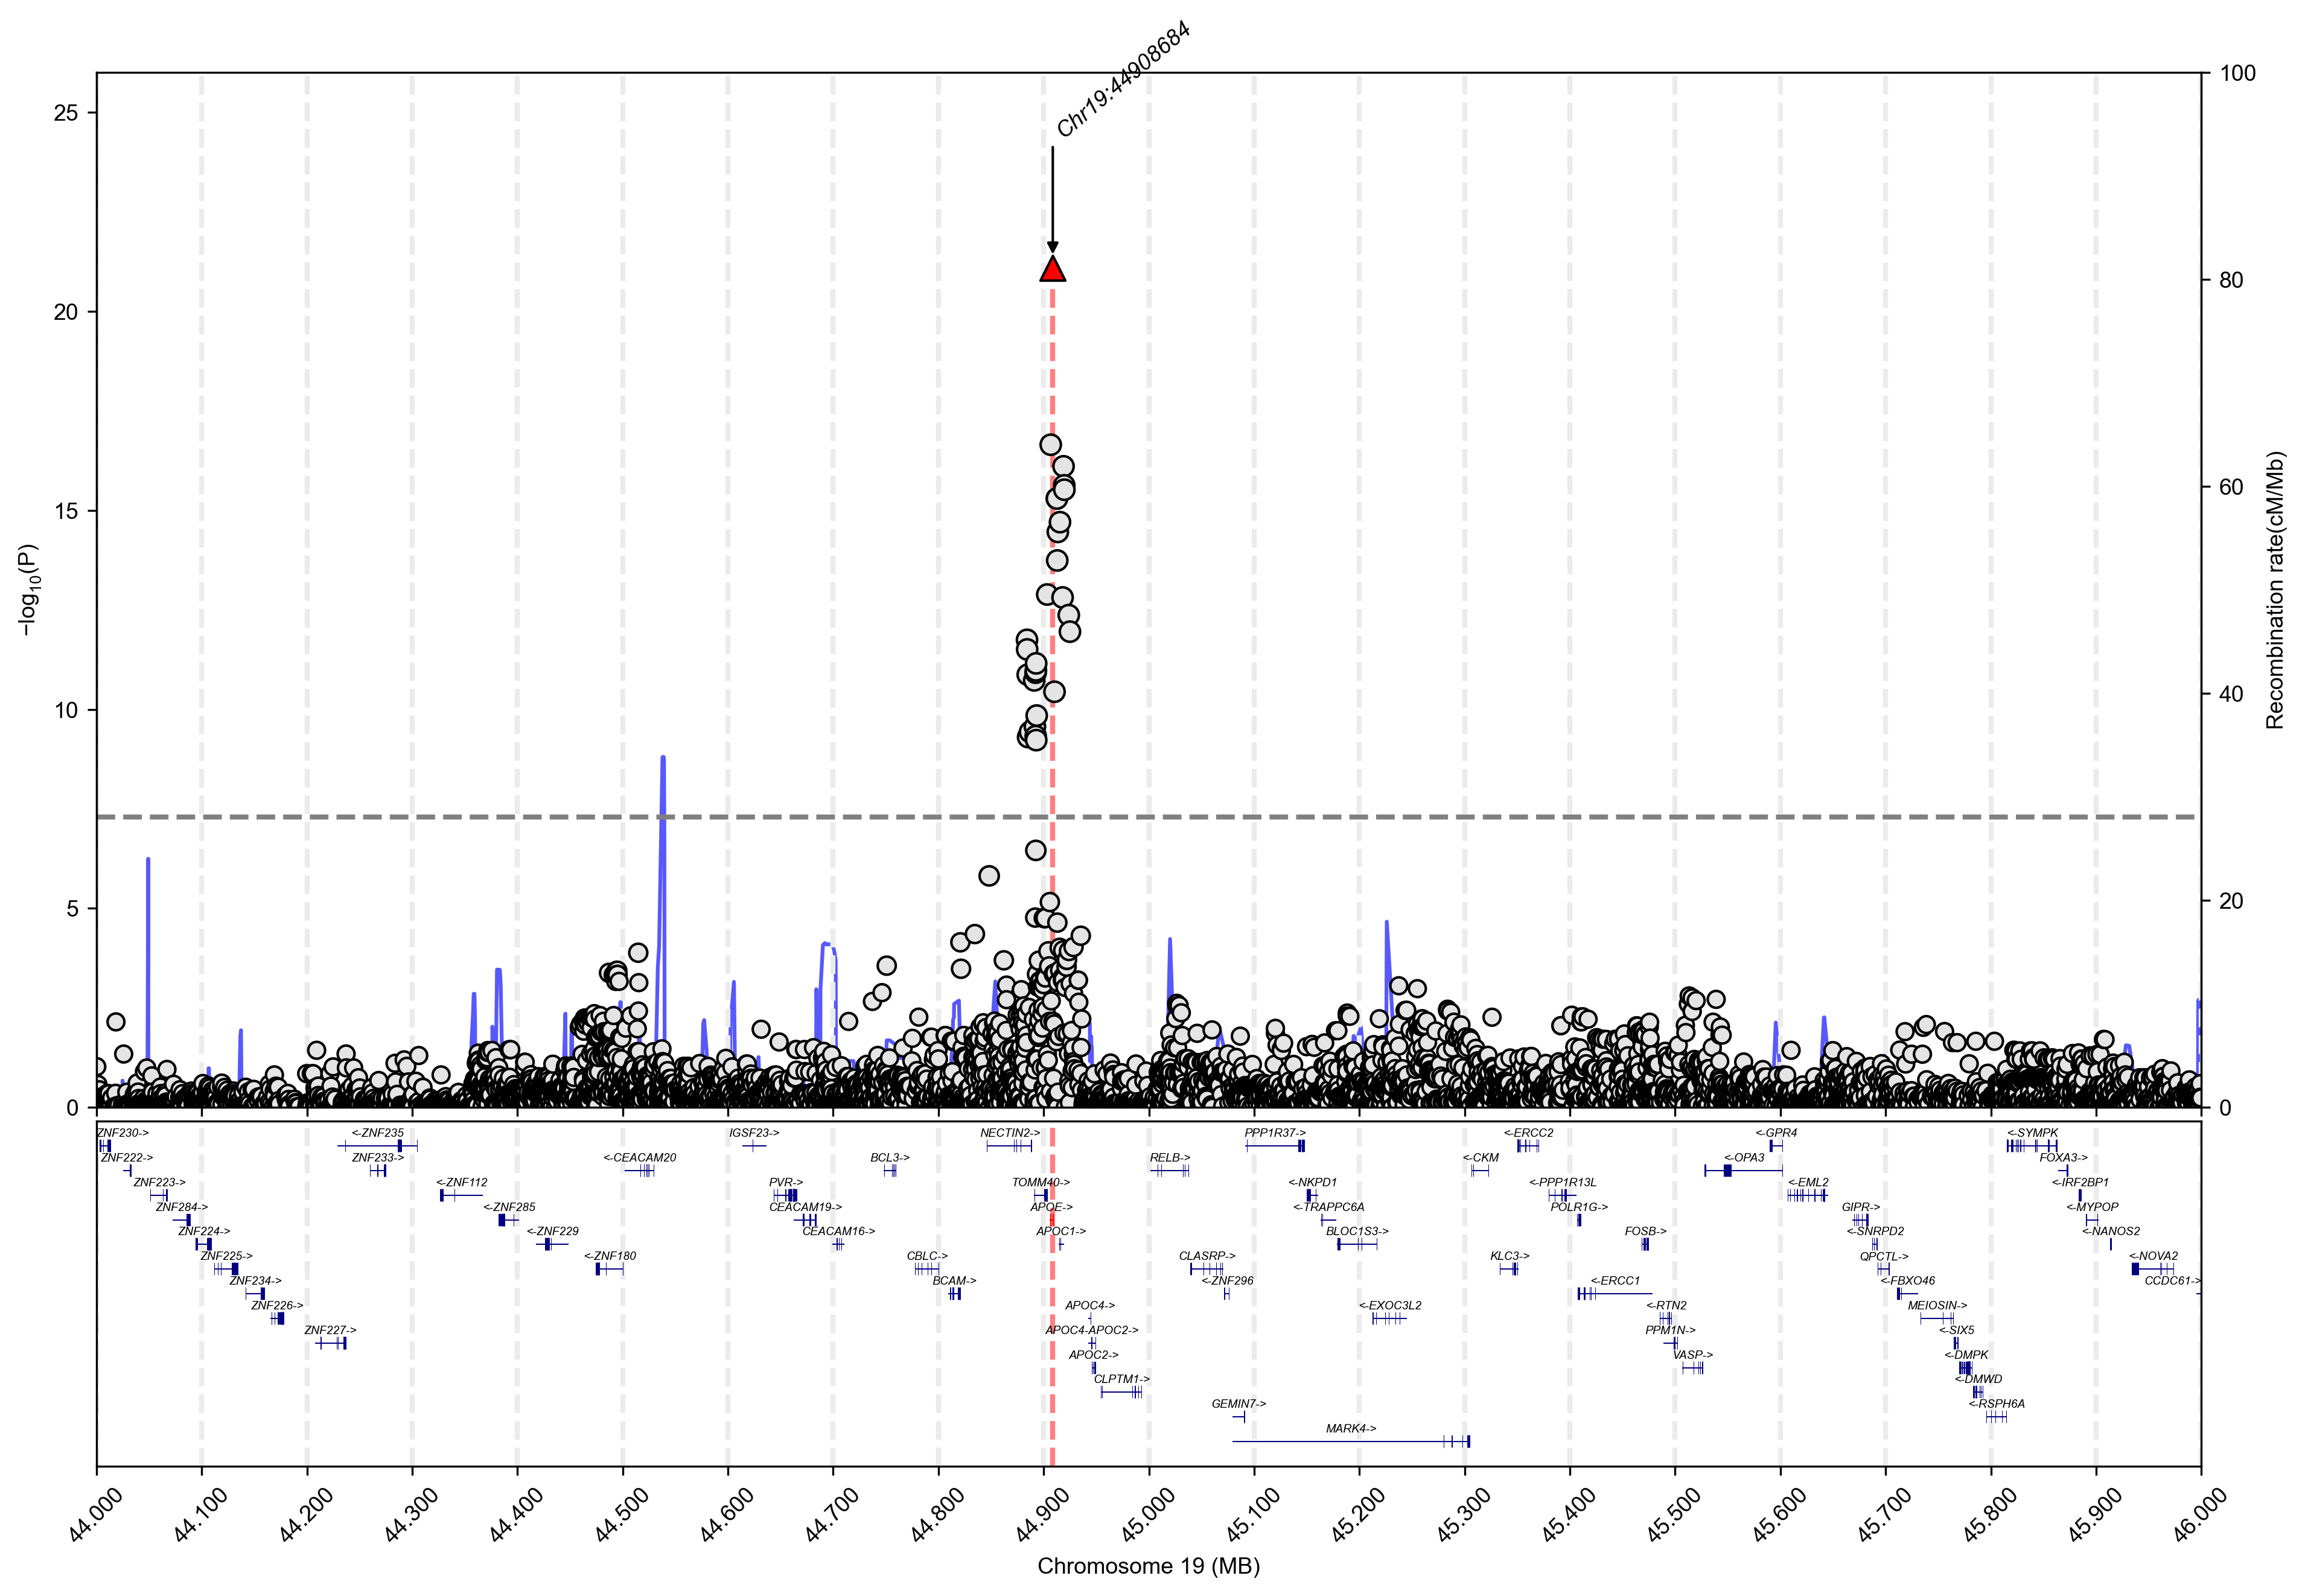 Chr19:44908684
25
20
15
10
5
0
−log10(P)
100
80
60
40
20
0
Recombination rate(cM/Mb)
ZNF230-> <-ZNF235 IGSF23-> NECTIN2-> PPP1R37-> <-ERCC2 <-GPR4 <-SYMPK
ZNF222-> ZNF233-> <-CEACAM20 BCL3-> RELB-> <-CKM <-OPA3 FOXA3->
ZNF223-> <-ZNF112 PVR-> TOMM40-> <-NKPD1 <-PPP1R13L <-EML2 <-IRF2BP1
ZNF284-> <-ZNF285 CEACAM19-> APOE-> <-TRAPPC6A POLR1G-> GIPR-> <-MYPOP
ZNF224-> <-ZNF229 CEACAM16-> APOC1-> BLOC1S3-> FOSB-> <-SNRPD2 <-NANOS2
ZNF225-> <-ZNF180 CBLC-> CLASRP-> KLC3-> QPCTL-> <-NOVA2
ZNF234-> BCAM-> <-ZNF296 <-ERCC1 <-FBXO46 CCDC61->
ZNF226-> APOC4-> <-EXOC3L2 <-RTN2 MEIOSIN->
ZNF227-> APOC4-APOC2-> PPM1N-> <-SIX5
APOC2-> VASP-> <-DMPK
CLPTM1-> <-DMWD
GEMIN7-> <-RSPH6A
MARK4->
44.000 44.100 44.200 44.300 44.400 44.500 44.600 44.700 44.800 44.900 45.000 45.100 45.200 45.300 45.400 45.500 45.600 45.700 45.800 45.900 46.000
Chromosome 19 (MB)